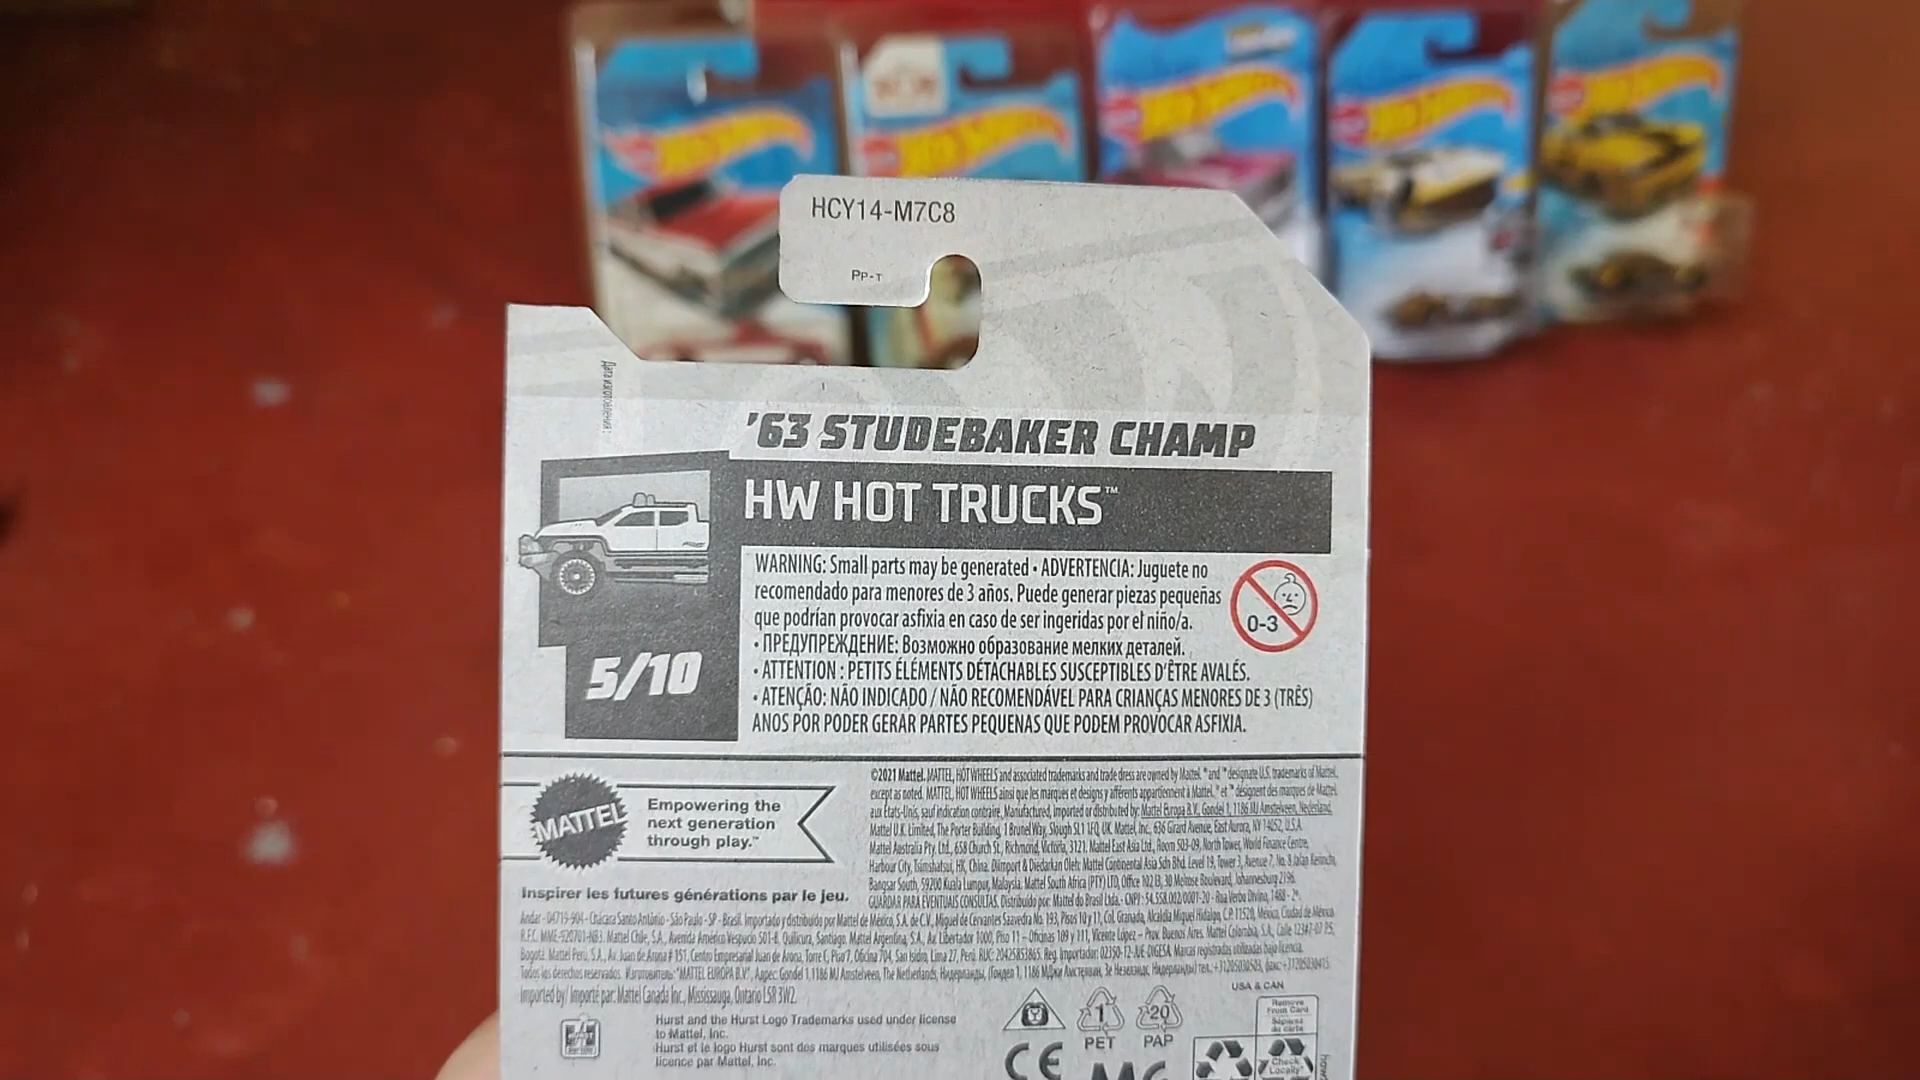 HCY14-M7C8
PP-T
Дата изготовления :
'63 STUDEBAKER CHAMP
HW HOT TRUCKS™
5/10
WARNING: Small parts may be generated • ADVERTENCIA: Juguete no
recomendado para menores de 3 años. Puede generar piezas pequeñas
que podrían provocar asfixia en caso de ser ingeridas por el niño/a.
• ПРЕДУПРЕЖДЕНИЕ: Возможно образование мелких деталей.
• ATTENTION : PETITS ÉLÉMENTS DÉTACHABLES SUSCEPTIBLES D'ÊTRE AVALÉS.
• ATENÇÃO: NÃO INDICADO / NÃO RECOMENDÁVEL PARA CRIANÇAS MENORES DE 3 (TRÊS)
ANOS POR PODER GERAR PARTES PEQUENAS QUE PODEM PROVOCAR ASFIXIA.
0-3
MATTEL
Empowering the
next generation
through play.™
Inspirer les futures générations par le jeu.
©2021 Mattel. MATTEL, HOT WHEELS and associated trademarks and trade dress are owned by Mattel. ® and ™ designate U.S. trademarks of Mattel,
except as noted. MATTEL, HOT WHEELS ainsi que les marques et designs y afférents appartiennent à Mattel. ® et ™ désignent des marques de Mattel
aux États-Unis, sauf indication contraire. Manufactured, imported or distributed by: Mattel Europa B.V., Gondel 1, 1186 MJ Amstelveen, Nederland.
Mattel U.K. Limited, The Porter Building, 1 Brunel Way, Slough SL1 1FQ, UK. Mattel, Inc., 636 Girard Avenue, East Aurora, NY 14052, U.S.A.
Mattel Australia Pty. Ltd., 658 Church St., Richmond, Victoria, 3121. Mattel East Asia Ltd., Room 503-09, North Tower, World Finance Centre,
Harbour City, Tsimshatsui, HK, China. Diimport & Diedarkan Oleh: Mattel Continental Asia Sdn Bhd. Level 19, Tower 3, Avenue 7, No. 8 Jalan Kerinchi,
Bangsar South, 59200 Kuala Lumpur, Malaysia. Mattel South Africa (PTY) LTD, Office 102 I3, 30 Melrose Boulevard, Johannesburg 2196.
GUARDAR PARA EVENTUAIS CONSULTAS. Distribuído por: Mattel do Brasil Ltda. - CNPJ : 54.558.002/0001-20 - Rua Verbo Divino, 1488 - 2º.
Andar - 04719-904 - Chácara Santo Antônio - São Paulo - SP - Brasil. Importado y distribuido por Mattel de México, S.A. de C.V., Miguel de Cervantes Saavedra No. 193, Pisos 10 y 11, Col. Granada, Alcaldía Miguel Hidalgo, C.P. 11520, México, Ciudad de México.
R.F.C. MME-920701-NB3. Mattel Chile, S.A., Avenida Américo Vespucio 501-B, Quilicura, Santiago. Mattel Argentina, S.A., Av. Libertador 1000, Piso 11 – Oficinas 109 y 111, Vicente López – Prov. Buenos Aires. Mattel Colombia, S.A., Calle 123#7-07 P.5,
Bogotá. Mattel Perú, S.A., Av. Juan de Arona # 151, Centro Empresarial Juan de Arona, Torre C, Piso 7, Oficina 704, San Isidro, Lima 27, Perú. RUC: 20425853865. Reg. Importador: 02350-12-JUE-DIGESA. Marcas registradas utilizadas bajo licencia.
Todos los derechos reservados. Изготовитель: "MATTEL EUROPA B.V.", Адрес: Gondel 1, 1186 MJ Amstelveen, The Netherlands, Нидерланды,
Imported by / Importé par: Mattel Canada Inc., Mississauga, Ontario L5R 3W2.
Hurst and the Hurst Logo Trademarks used under license
to Mattel, Inc.
Hurst et le logo Hurst sont des marques utilisées sous
licence par Mattel, Inc.
1
PET
20
PAP
CE
USA & CAN
Remove
From Card
Séparez
du carte
Check
Locally*